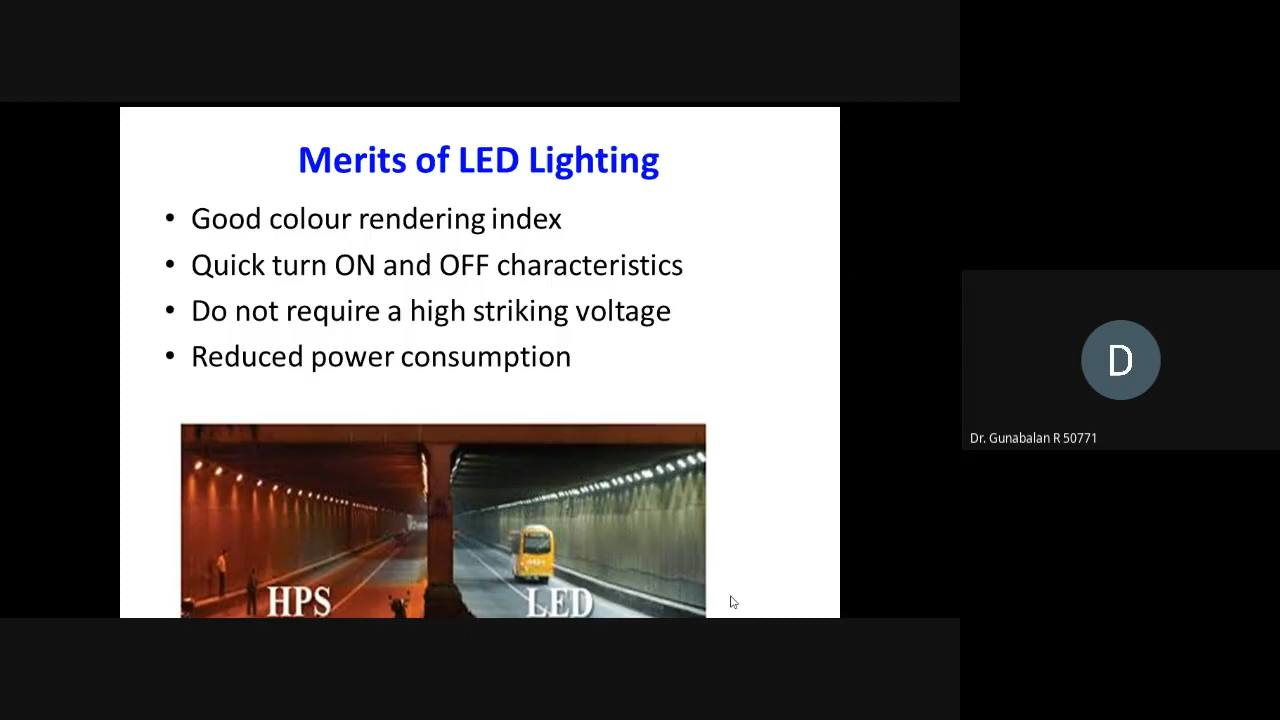 Merits of LED Lighting
• Good colour rendering index
• Quick turn ON and OFF characteristics
• Do not require a high striking voltage
• Reduced power consumption
HPS
LED
D
Dr. Gunabalan R 50771